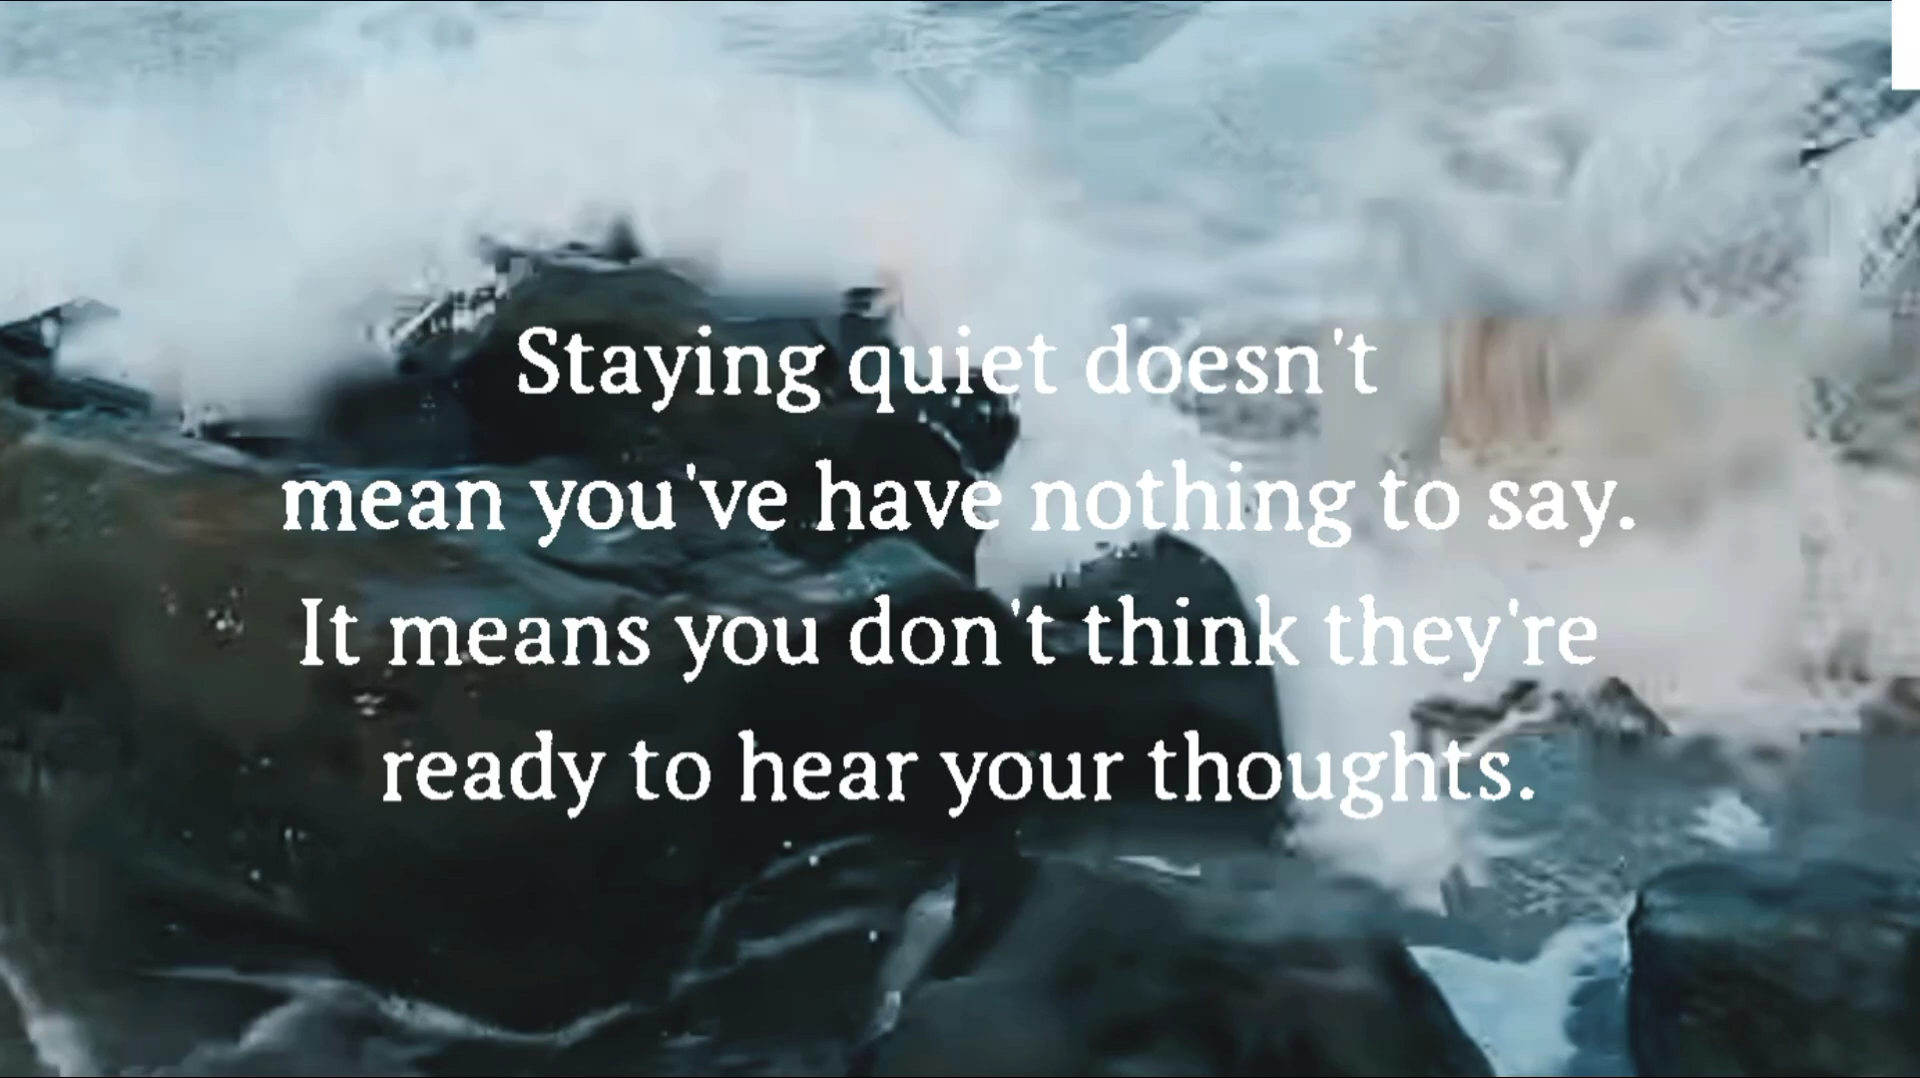 Staying quiet doesn't
mean you've have nothing to say.
It means you don't think they're
ready to hear your thoughts.